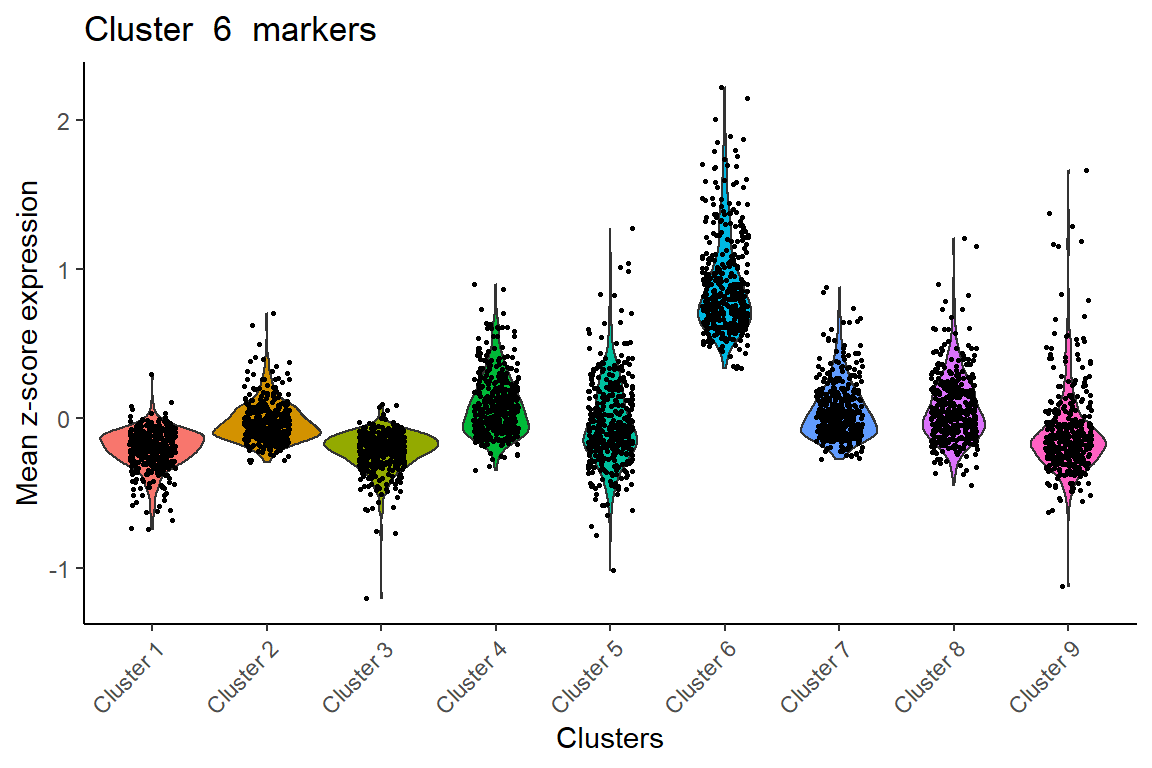 Cluster 6 markers
Mean z-score expression
2
1
0
-1
Cluster 1
Cluster 2
Cluster 3
Cluster 4
Cluster 5
Cluster 6
Cluster 7
Cluster 8
Cluster 9
Clusters